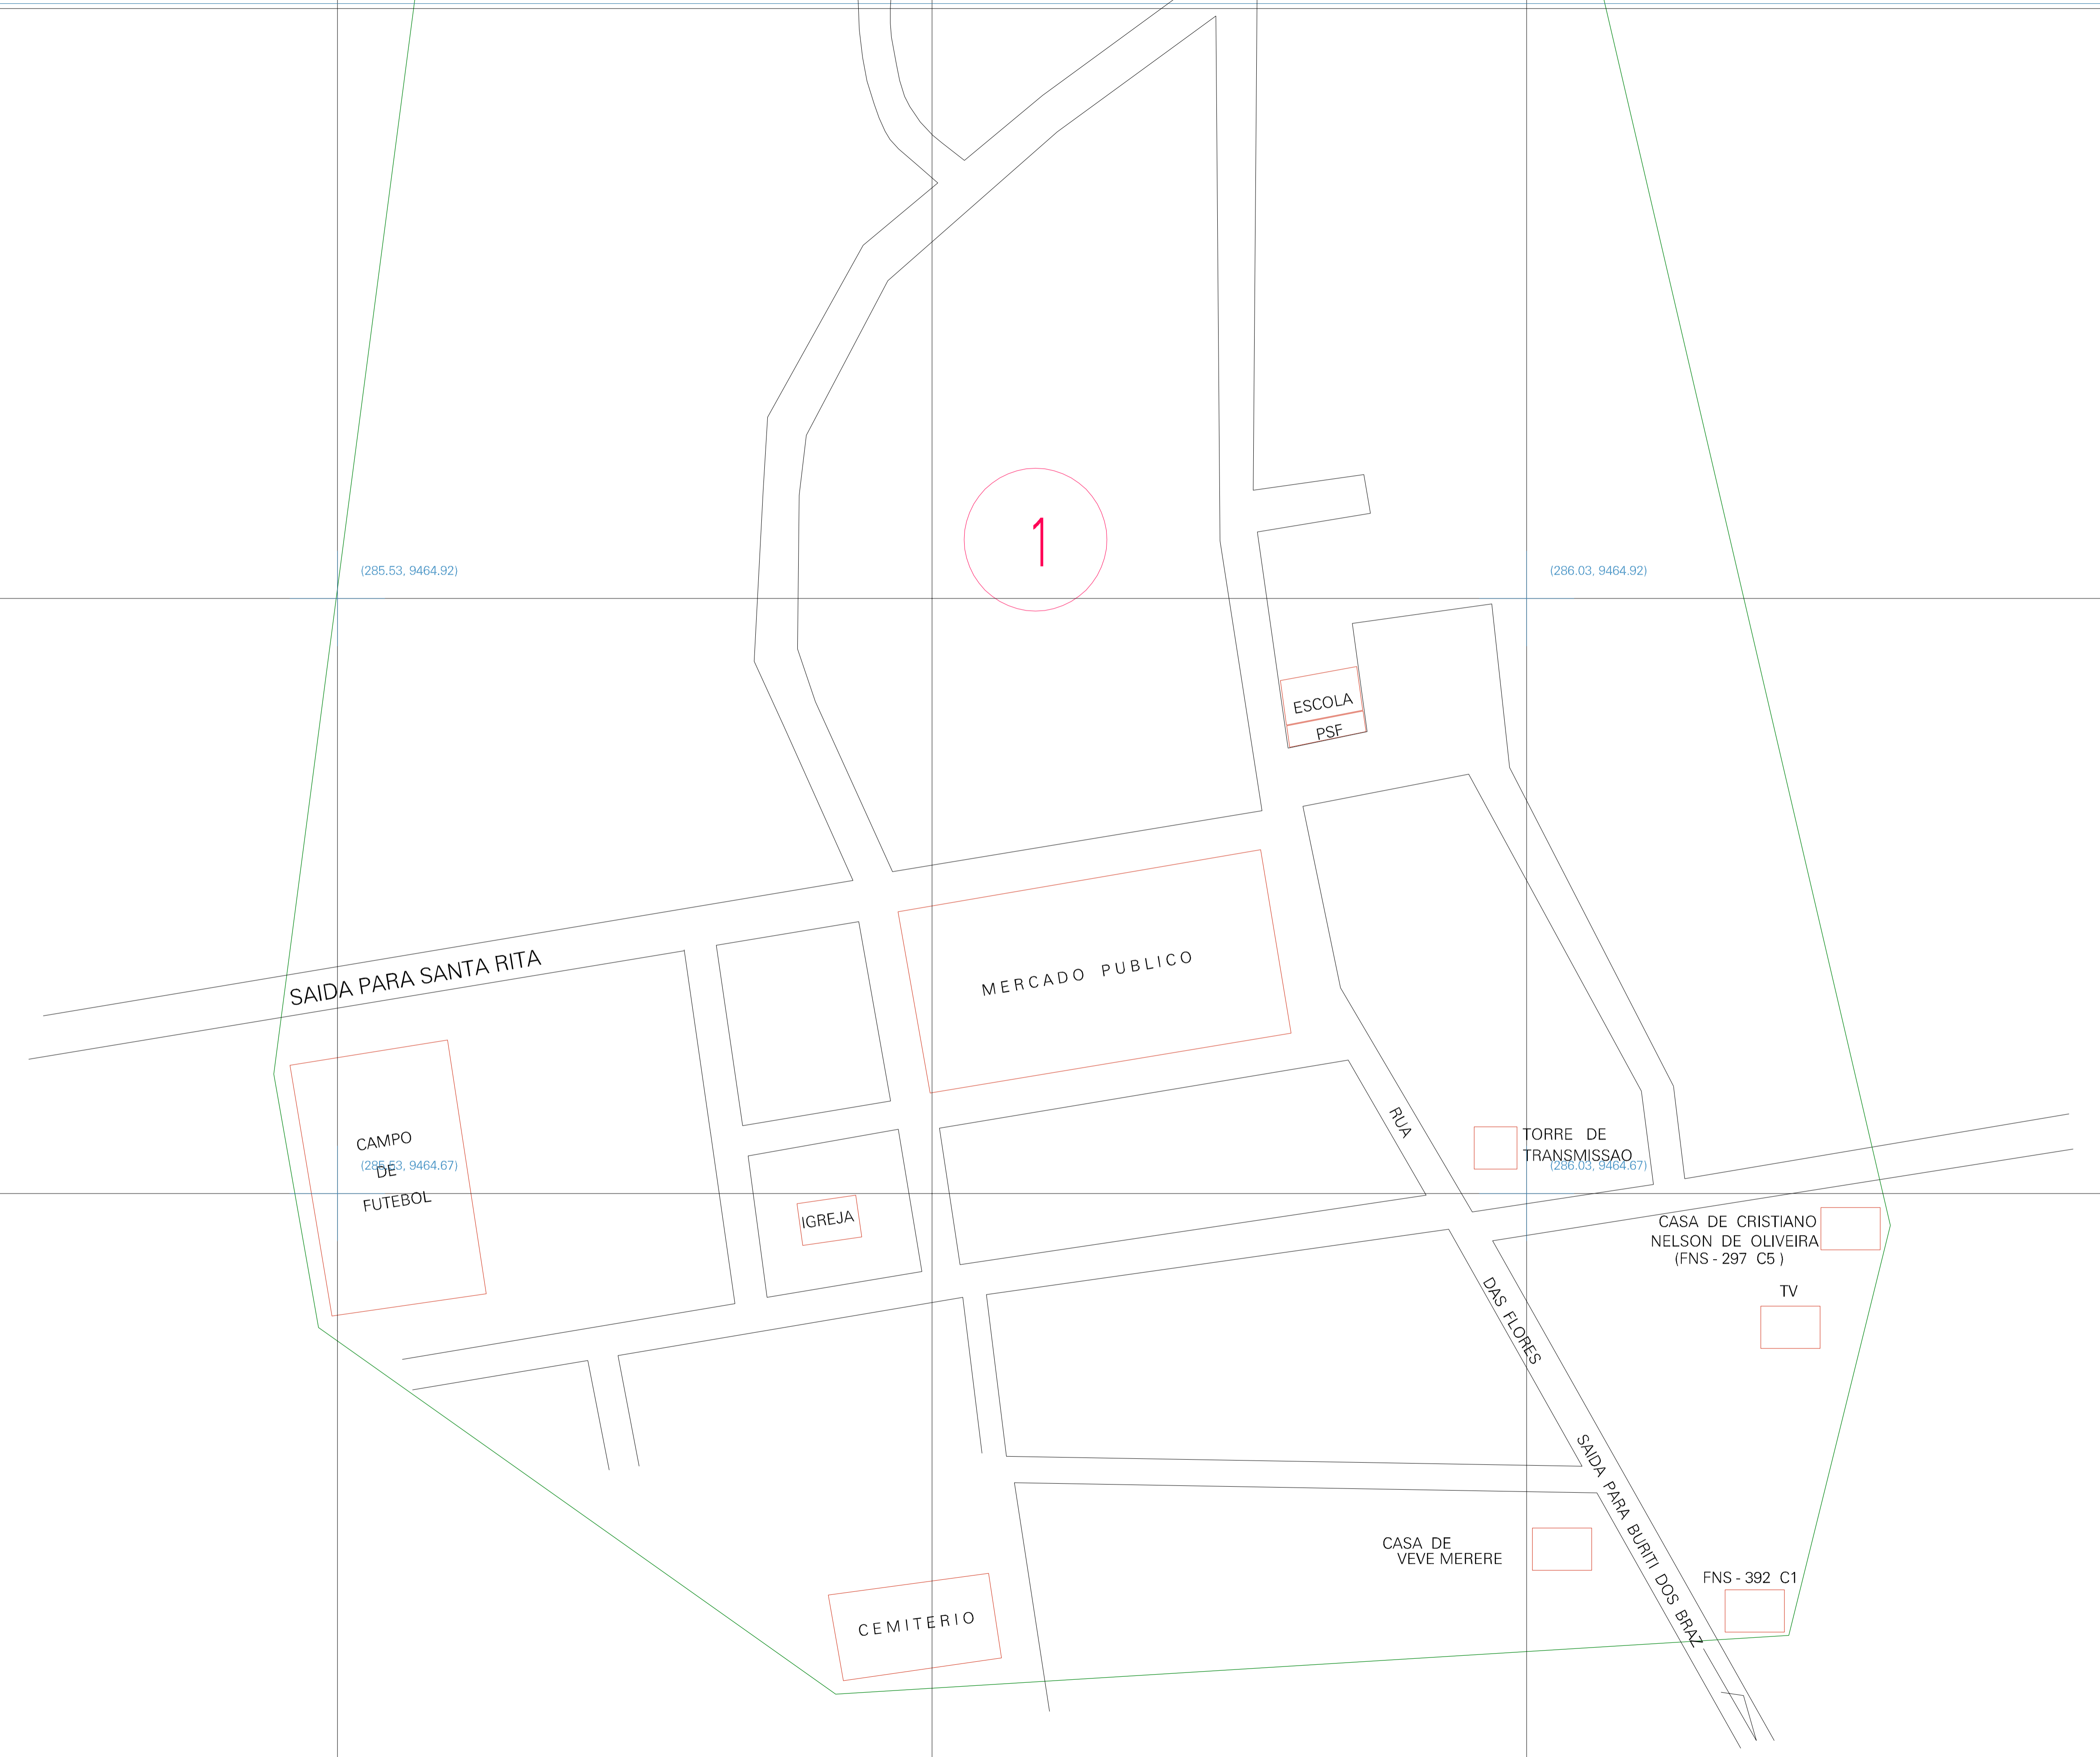 1
(285.53, 9464.92)
(286.03, 9464.92)
ESCOLA
PSF
SAIDA PARA SANTA RITA
MERCADO PUBLICO
CAMPO
DE
FUTEBOL
(285.53, 9464.67)
IGREJA
RUA
DAS FLORES
TORRE DE
TRANSMISSAO
(286.03, 9464.67)
CASA DE CRISTIANO
NELSON DE OLIVEIRA
(FNS - 297 C5 )
TV
SAIDA PARA BURITI DOS BRAZ
CASA DE
VEVE MERERE
FNS - 392 C1
CEMITERIO